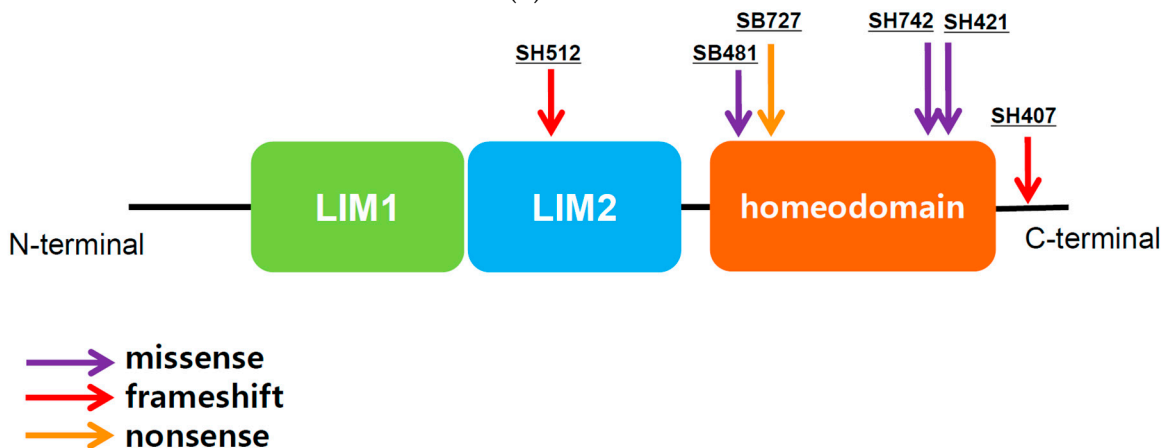 SB727
SH742 SH421
SH512
SB481
SH407
LIM1
LIM2
homeodomain
N-terminal
C-terminal
missense
frameshift
nonsense